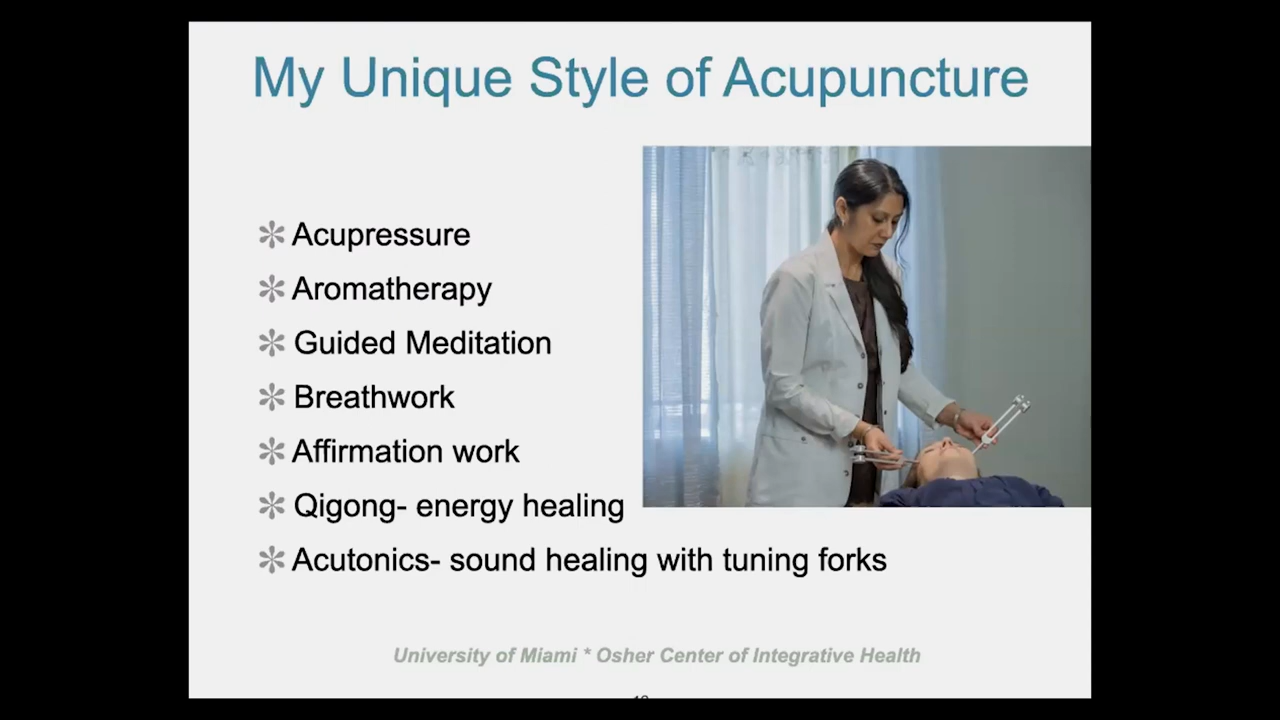 My Unique Style of Acupuncture
✻ Acupressure
✻ Aromatherapy
✻ Guided Meditation
✻ Breathwork
✻ Affirmation work
✻ Qigong- energy healing
✻ Acutonics- sound healing with tuning forks
University of Miami * Osher Center of Integrative Health